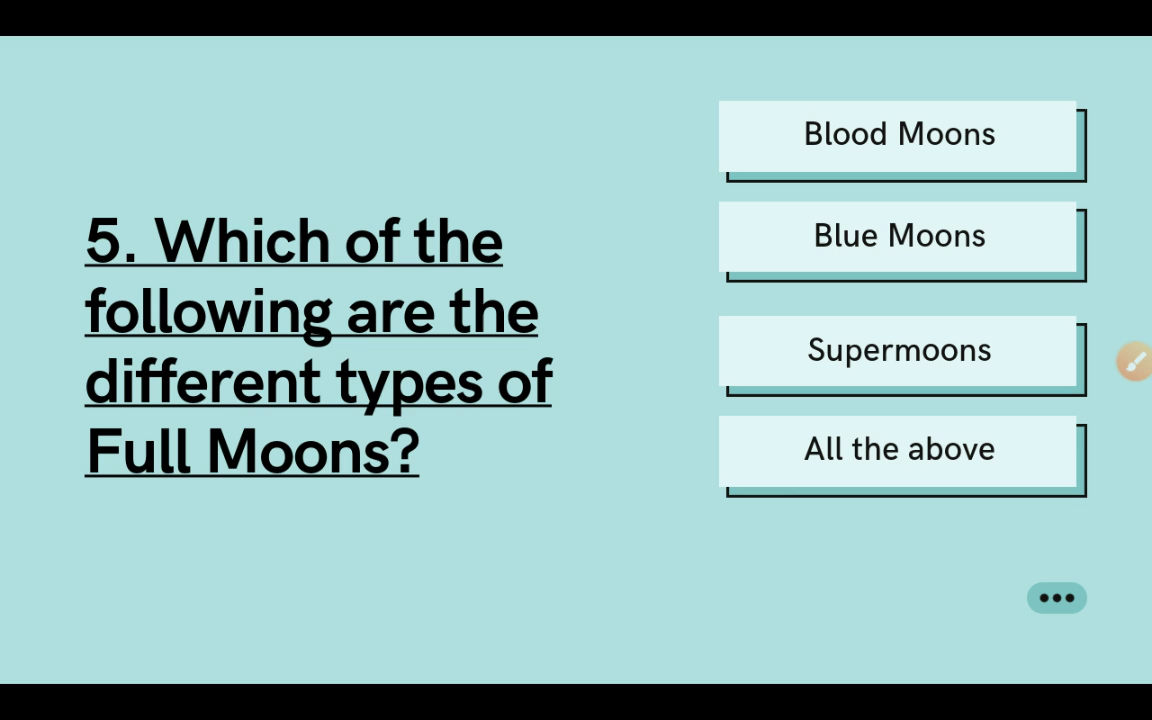 5. Which of the
following are the
different types of
Full Moons?
Blood Moons
Blue Moons
Supermoons
All the above